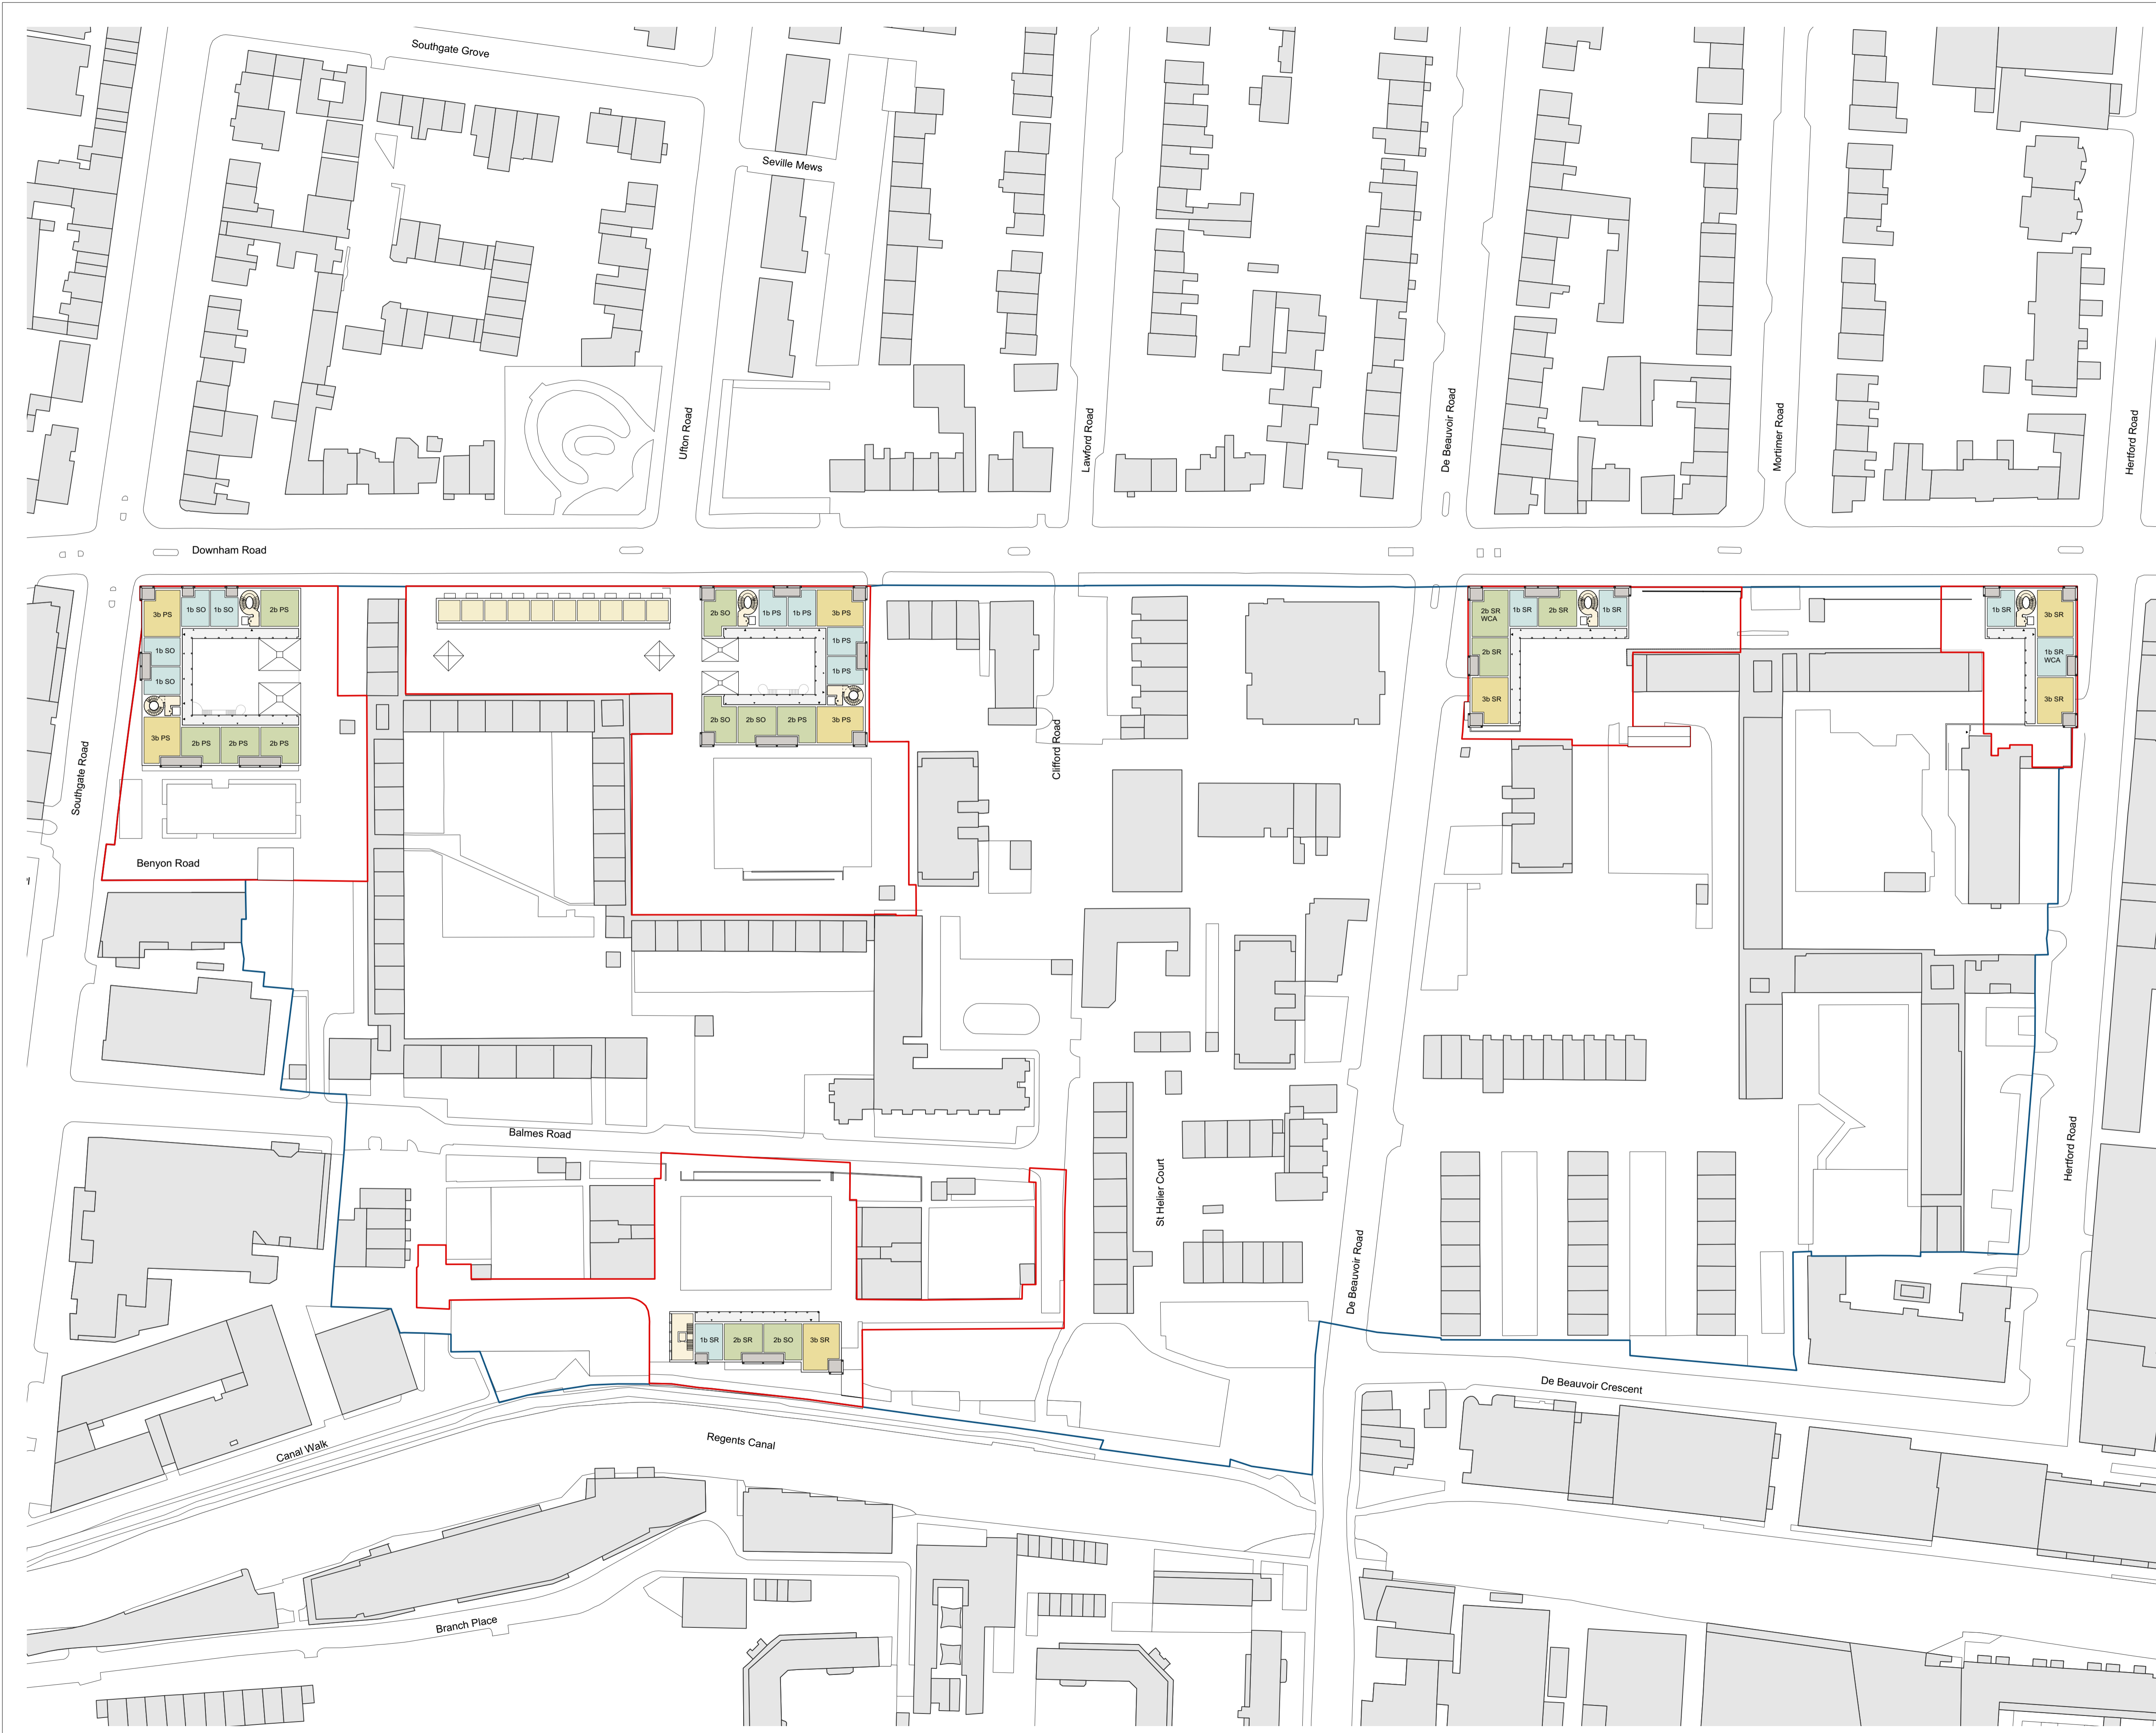 Southgate Grove
Seville Mews
Ufton Road
Lawford Road
De Beauvoir Road
Mortimer Road
Hertford Road
Downham Road
3b PS
1b SO
1b SO
2b PS
1b SO
1b SO
3b PS
2b PS
2b PS
2b PS
2b SO
1b PS
1b PS
3b PS
1b PS
1b PS
2b SO
2b SO
2b PS
3b PS
2b SR
WCA
1b SR
2b SR
1b SR
2b SR
3b SR
1b SR
3b SR
1b SR
WCA
3b SR
Southgate Road
Clifford Road
Benyon Road
Balmes Road
St Helier Court
De Beauvoir Road
Hertford Road
1b SR
2b SR
2b SO
3b SR
De Beauvoir Crescent
Canal Walk
Regents Canal
Branch Place